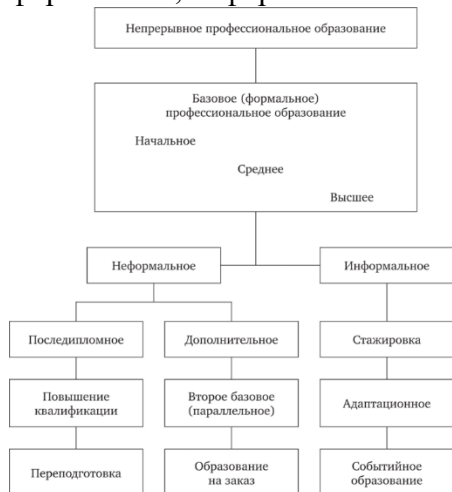 Непрерывное профессиональное образование
Базовое (формальное)
профессиональное образование
Начальное
Среднее
Высшее
Неформальное
Информальное
Последипломное
Дополнительное
Стажировка
Повышение
квалификации
Второе базовое
(параллельное)
Адаптационное
Переподготовка
Образование
на заказ
Событийное
образование